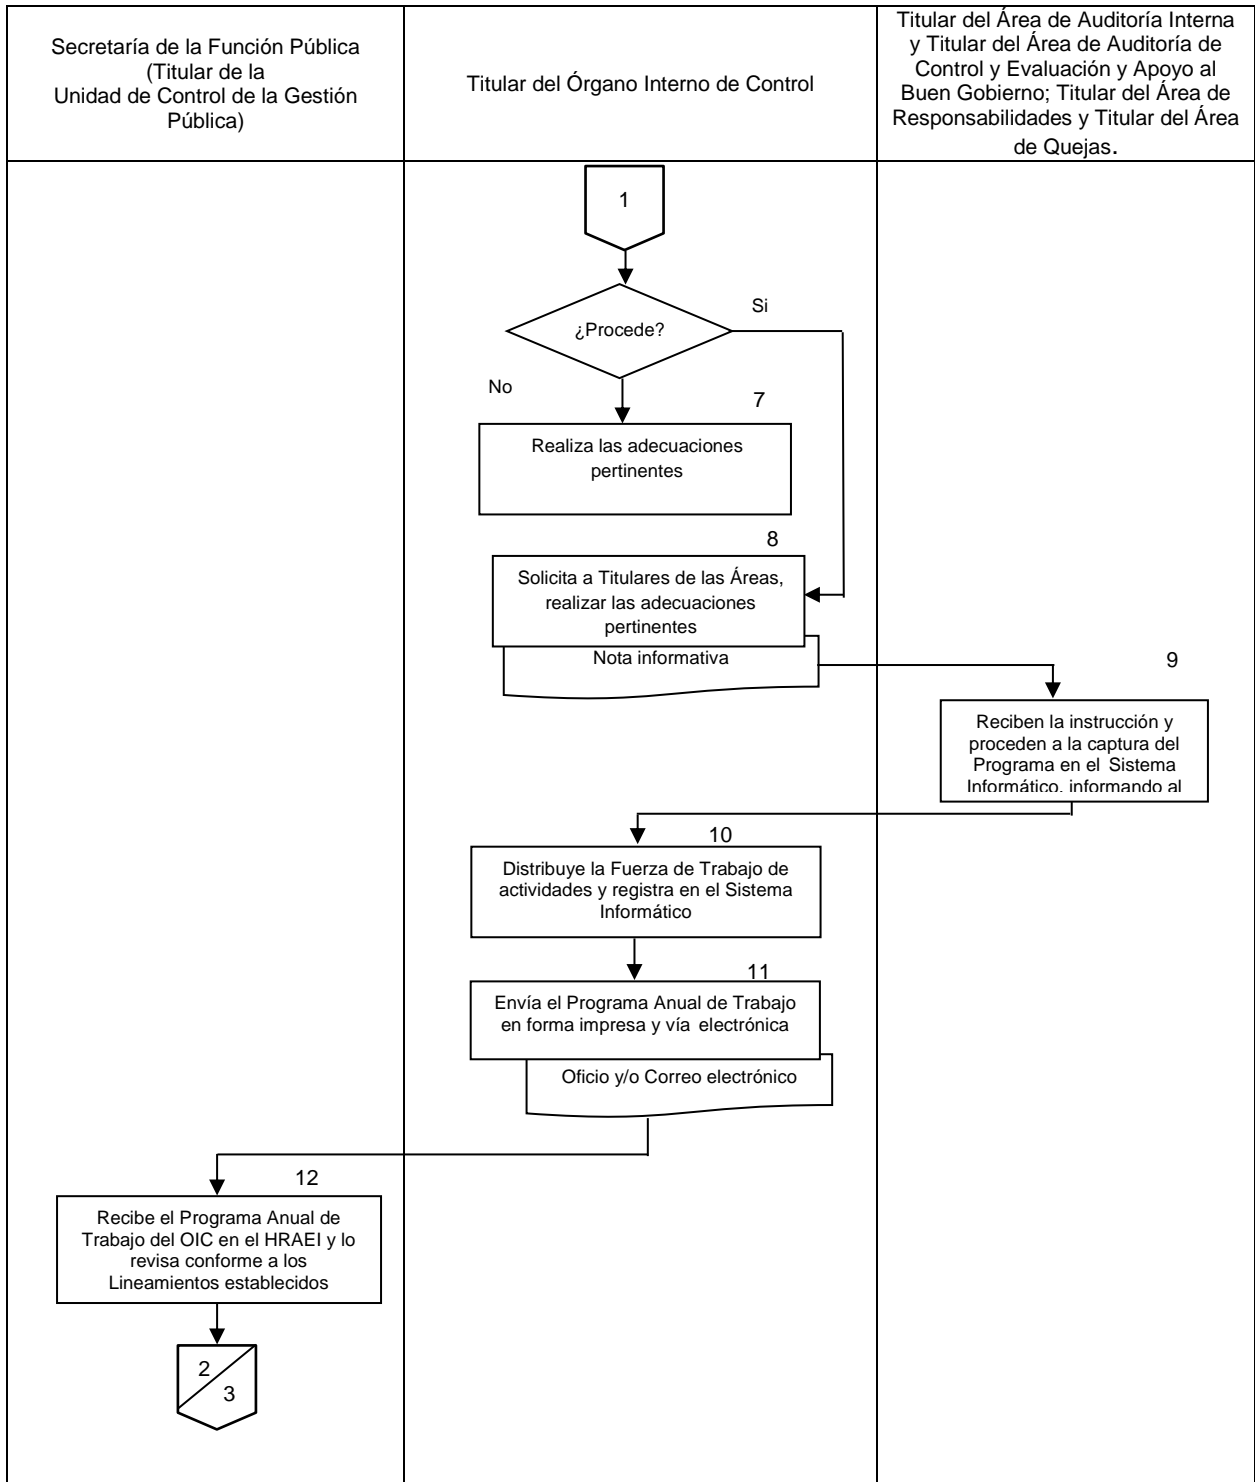 Secretaría de la Función Pública
(Titular de la
Unidad de Control de la Gestión
Pública)
Titular del Órgano Interno de Control
Titular del Área de Auditoría Interna
y Titular del Área de Auditoría de
Control y Evaluación y Apoyo al
Buen Gobierno; Titular del Área de
Responsabilidades y Titular del Área
de Quejas.
1
¿Procede?
Si
No
7
Realiza las adecuaciones
pertinentes
8
Solicita a Titulares de las Áreas,
realizar las adecuaciones
pertinentes
Nota informativa
9
Reciben la instrucción y
proceden a la captura del
Programa en el Sistema
Informático, informando al
10
Distribuye la Fuerza de Trabajo de
actividades y registra en el Sistema
Informático
11
Envía el Programa Anual de Trabajo
en forma impresa y vía electrónica
Oficio y/o Correo electrónico
12
Recibe el Programa Anual de
Trabajo del OIC en el HRAEI y lo
revisa conforme a los
Lineamientos establecidos
2
3